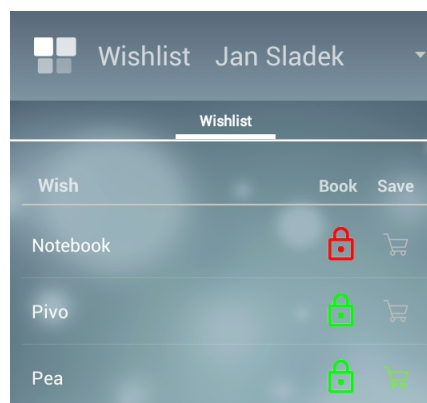 Wishlist Jan Sladek
Wishlist
Wish Book Save
Notebook
Pivo
Pea